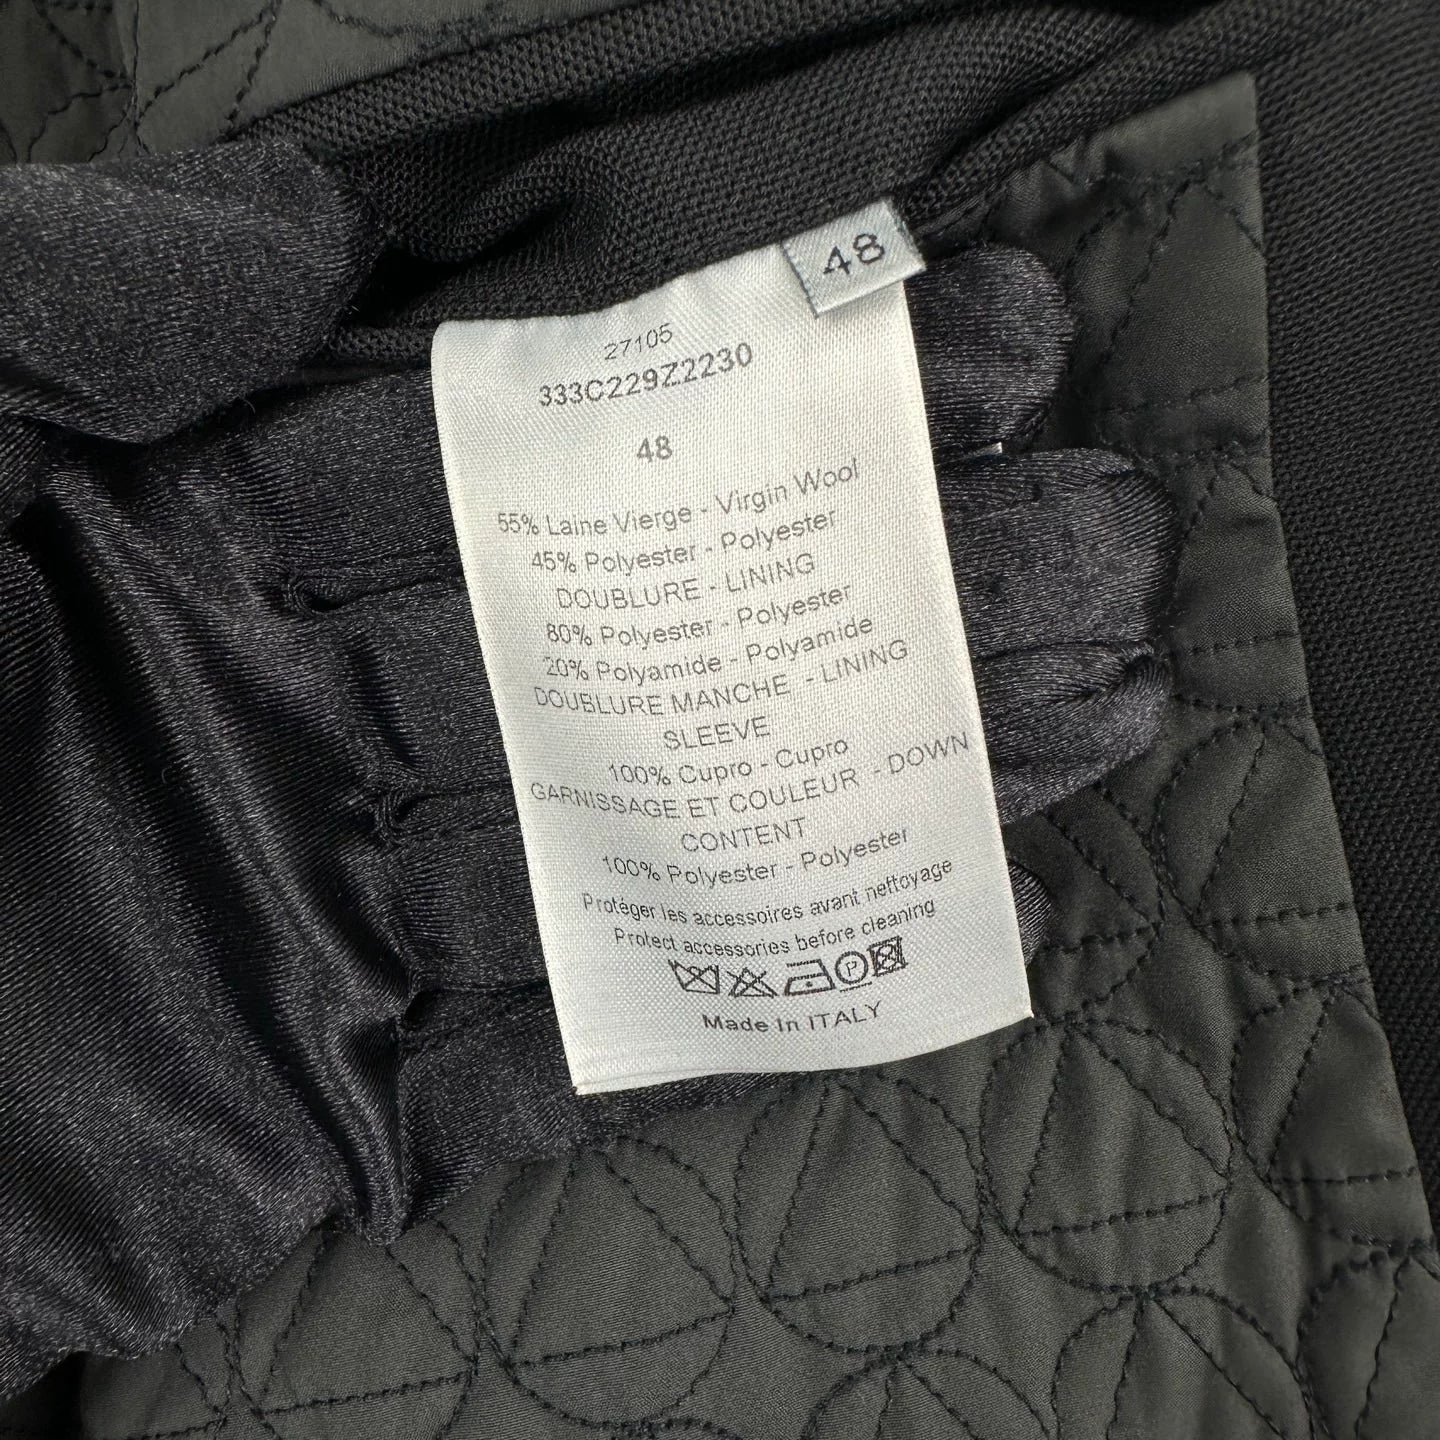 48
27105
333C229Z2230
48
55% Laine Vierge - Virgin Wool
45% Polyester - Polyester
DOUBLURE - LINING
80% Polyester - Polyester
20% Polyamide - Polyamide
DOUBLURE MANCHE - LINING
SLEEVE
100% Cupro - Cupro
GARNISSAGE ET COULEUR - DOWN
CONTENT
100% Polyester - Polyester
Protéger les accessoires avant nettoyage
Protect accessories before cleaning
P
Made In ITALY